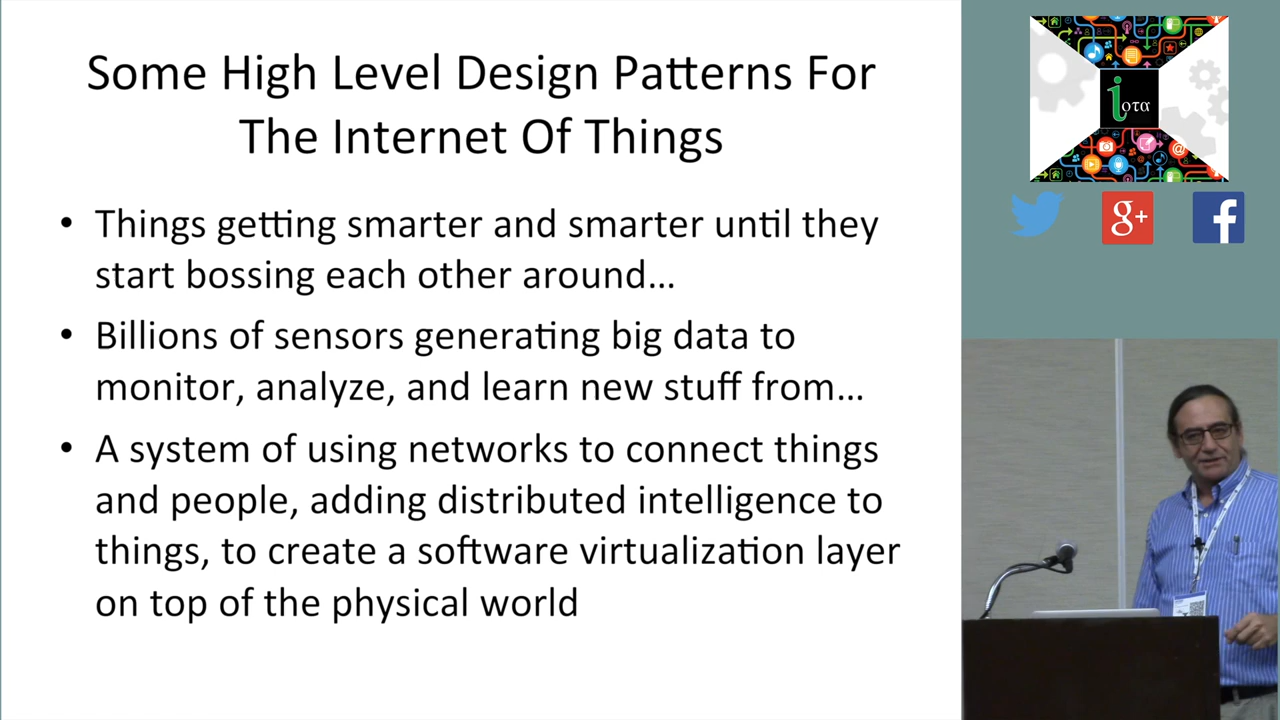 Some High Level Design Patterns For
The Internet Of Things
• Things getting smarter and smarter until they
start bossing each other around…
• Billions of sensors generating big data to
monitor, analyze, and learn new stuff from…
• A system of using networks to connect things
and people, adding distributed intelligence to
things, to create a software virtualization layer
on top of the physical world
iοτα
g+
f